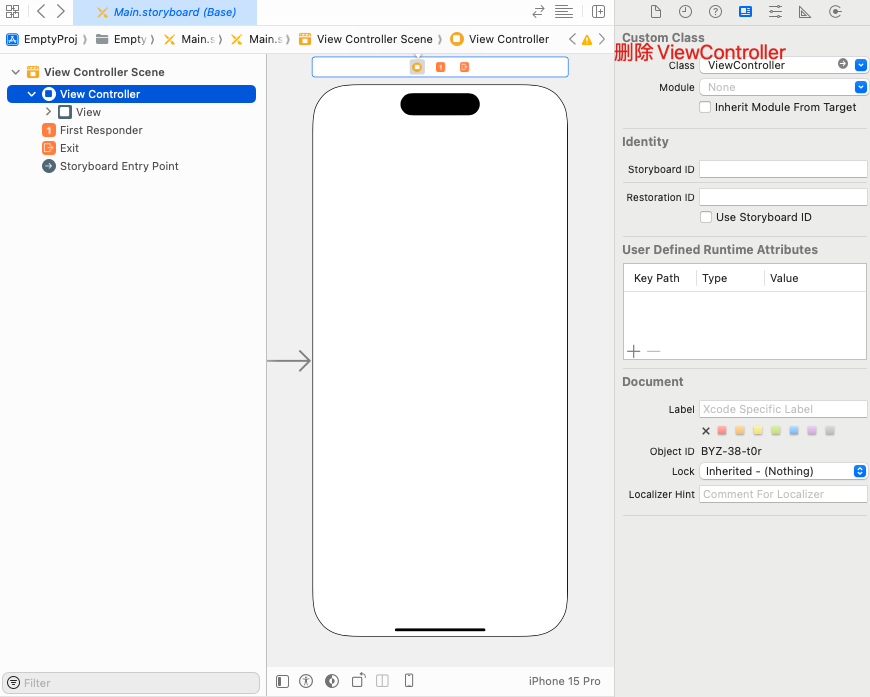 Main.storyboard (Base)
EmptyProj
Empty
Main.s
Main.s
View Controller Scene
View Controller
View Controller Scene
View Controller
View
1 First Responder
Exit
Storyboard Entry Point
Filter
1
iPhone 15 Pro
Custom Class
删除 ViewController
Class ViewController
Module None
Inherit Module From Target
Identity
Storyboard ID
Restoration ID
Use Storyboard ID
User Defined Runtime Attributes
Key Path Type Value
Document
Label Xcode Specific Label
Object ID BYZ-38-t0r
Lock Inherited - (Nothing)
Localizer Hint Comment For Localizer